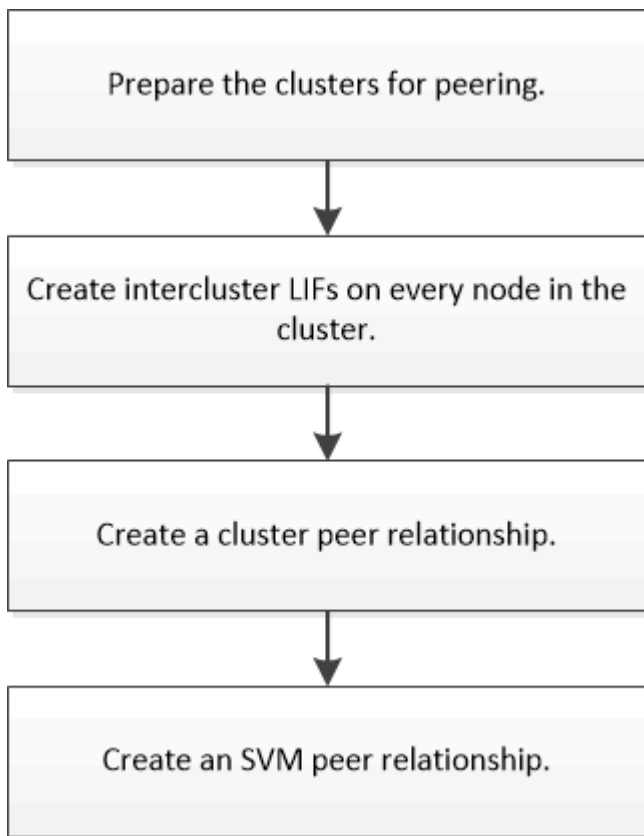 Prepare the clusters for peering.
Create intercluster LIFs on every node in the
cluster.
Create a cluster peer relationship.
Create an SVM peer relationship.